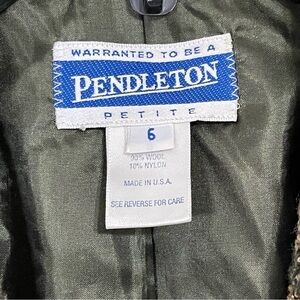 WARRANTED TO BE A
PENDLETON
PETITE
6
90% WOOL
10% NYLON
MADE IN U.S.A.
SEE REVERSE FOR CARE